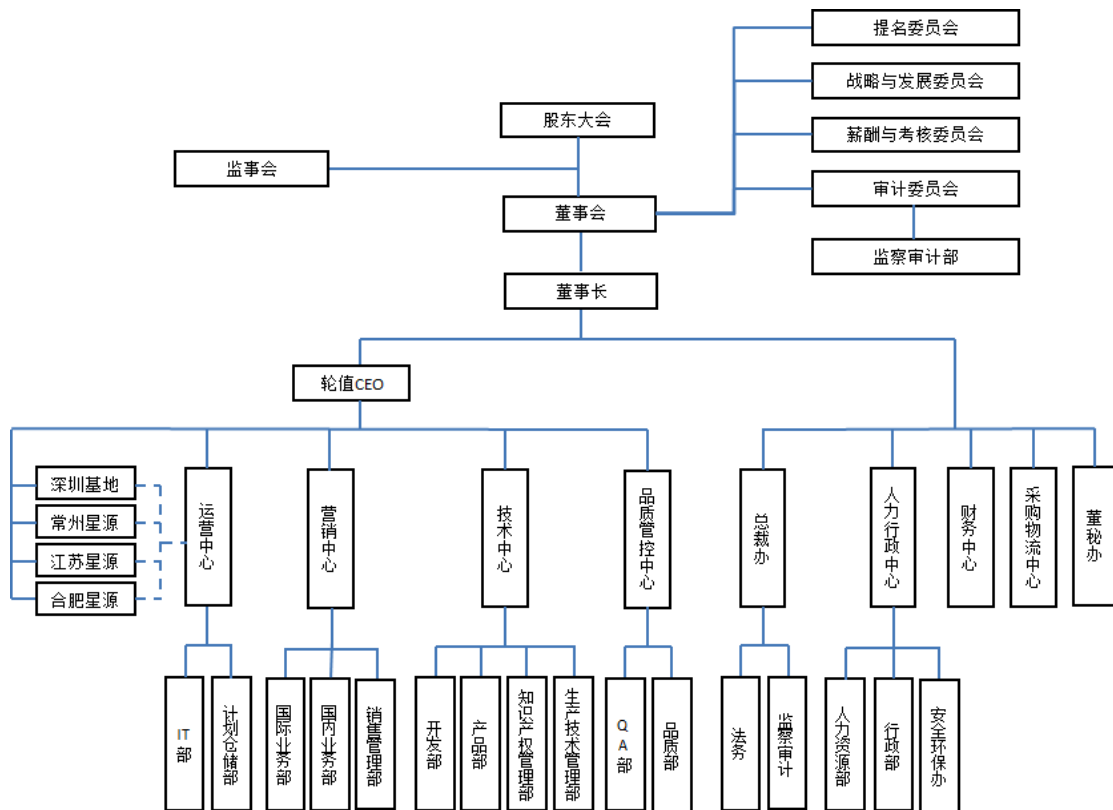 提名委员会
战略与发展委员会
股东大会
薪酬与考核委员会
监事会
审计委员会
董事会
监察审计部
董事长
轮值CEO
深圳基地
常州星源
江苏星源
合肥星源
运营中心
营销中心
技术中心
品质管控中心
总裁办
人力行政中心
财务中心
采购物流中心
董秘办
IT部
计划仓储部
国际业务部
国内业务部
销售管理部
开发部
产品部
知识产权管理部
生产技术管理部
QA部
品质部
法务
监察审计
人力资源部
行政部
安全环保办